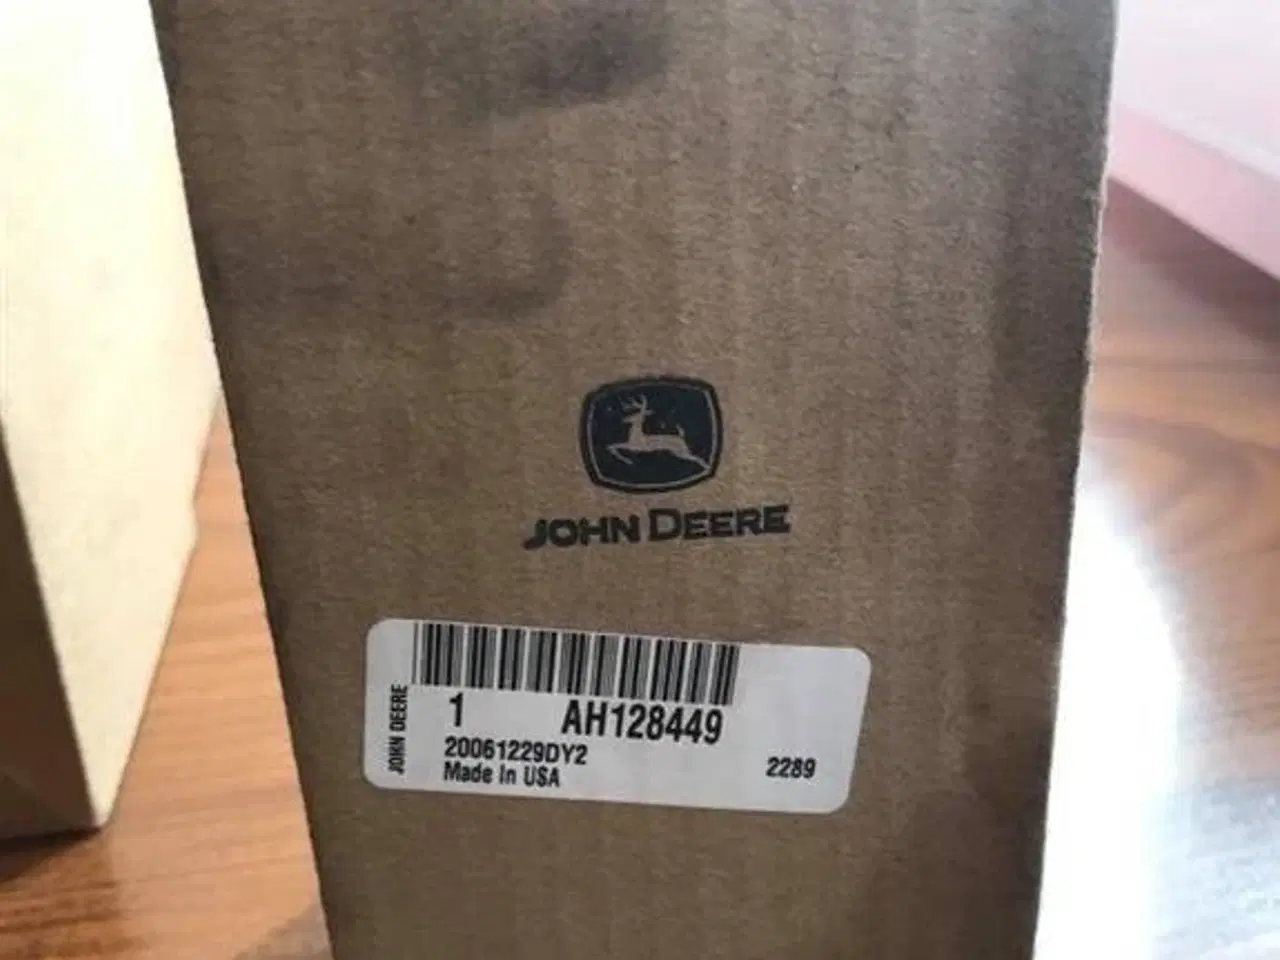 JOHN DEERE
JOHN DEERE
1 AH128449
20061229DY2
Made In USA
2289